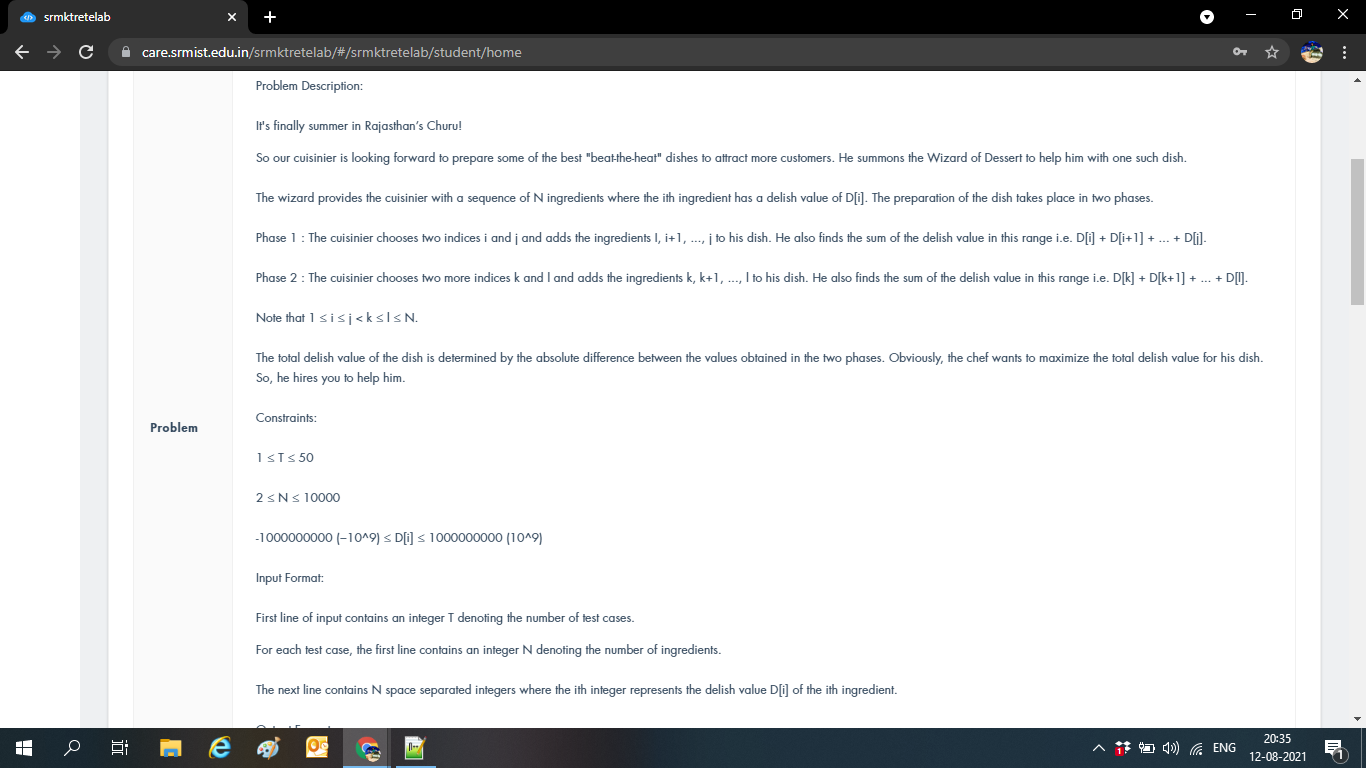 srmktretelab
care.srmist.edu.in/srmktretelab/#/srmktretelab/student/home
Problem Description:
It's finally summer in Rajasthan's Churu!
So our cuisinier is looking forward to prepare some of the best "beat-the-heat" dishes to attract more customers. He summons the Wizard of Dessert to help him with one such dish.
The wizard provides the cuisinier with a sequence of N ingredients where the ith ingredient has a delish value of D[i]. The preparation of the dish takes place in two phases.
Phase 1 : The cuisinier chooses two indices i and j and adds the ingredients I, i+1, ..., j to his dish. He also finds the sum of the delish value in this range i.e. D[i] + D[i+1] + ... + D[j].
Phase 2 : The cuisinier chooses two more indices k and l and adds the ingredients k, k+1, ..., l to his dish. He also finds the sum of the delish value in this range i.e. D[k] + D[k+1] + ... + D[l].
Note that 1 ≤ i ≤ j < k ≤ l ≤ N.
The total delish value of the dish is determined by the absolute difference between the values obtained in the two phases. Obviously, the chef wants to maximize the total delish value for his dish.
So, he hires you to help him.
Constraints:
Problem
1 ≤ T ≤ 50
2 ≤ N ≤ 10000
-1000000000 (−10^9) ≤ D[i] ≤ 1000000000 (10^9)
Input Format:
First line of input contains an integer T denoting the number of test cases.
For each test case, the first line contains an integer N denoting the number of ingredients.
The next line contains N space separated integers where the ith integer represents the delish value D[i] of the ith ingredient.
ENG
20:35
12-08-2021
1